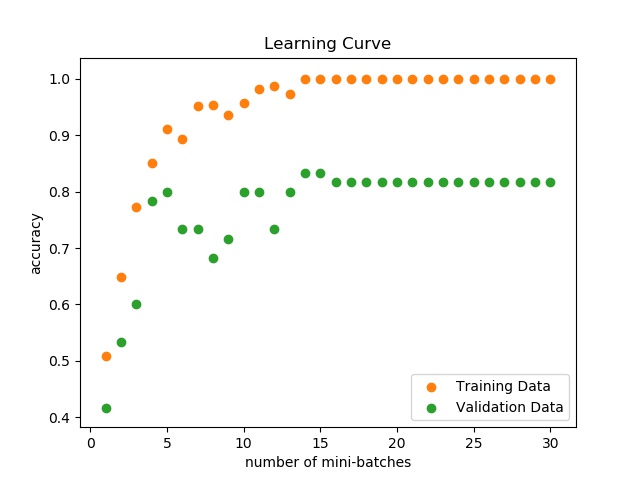 Learning Curve
1.0
0.9
0.8
0.7
0.6
0.5
0.4
accuracy
Training Data
Validation Data
0 5 10 15 20 25 30
number of mini-batches